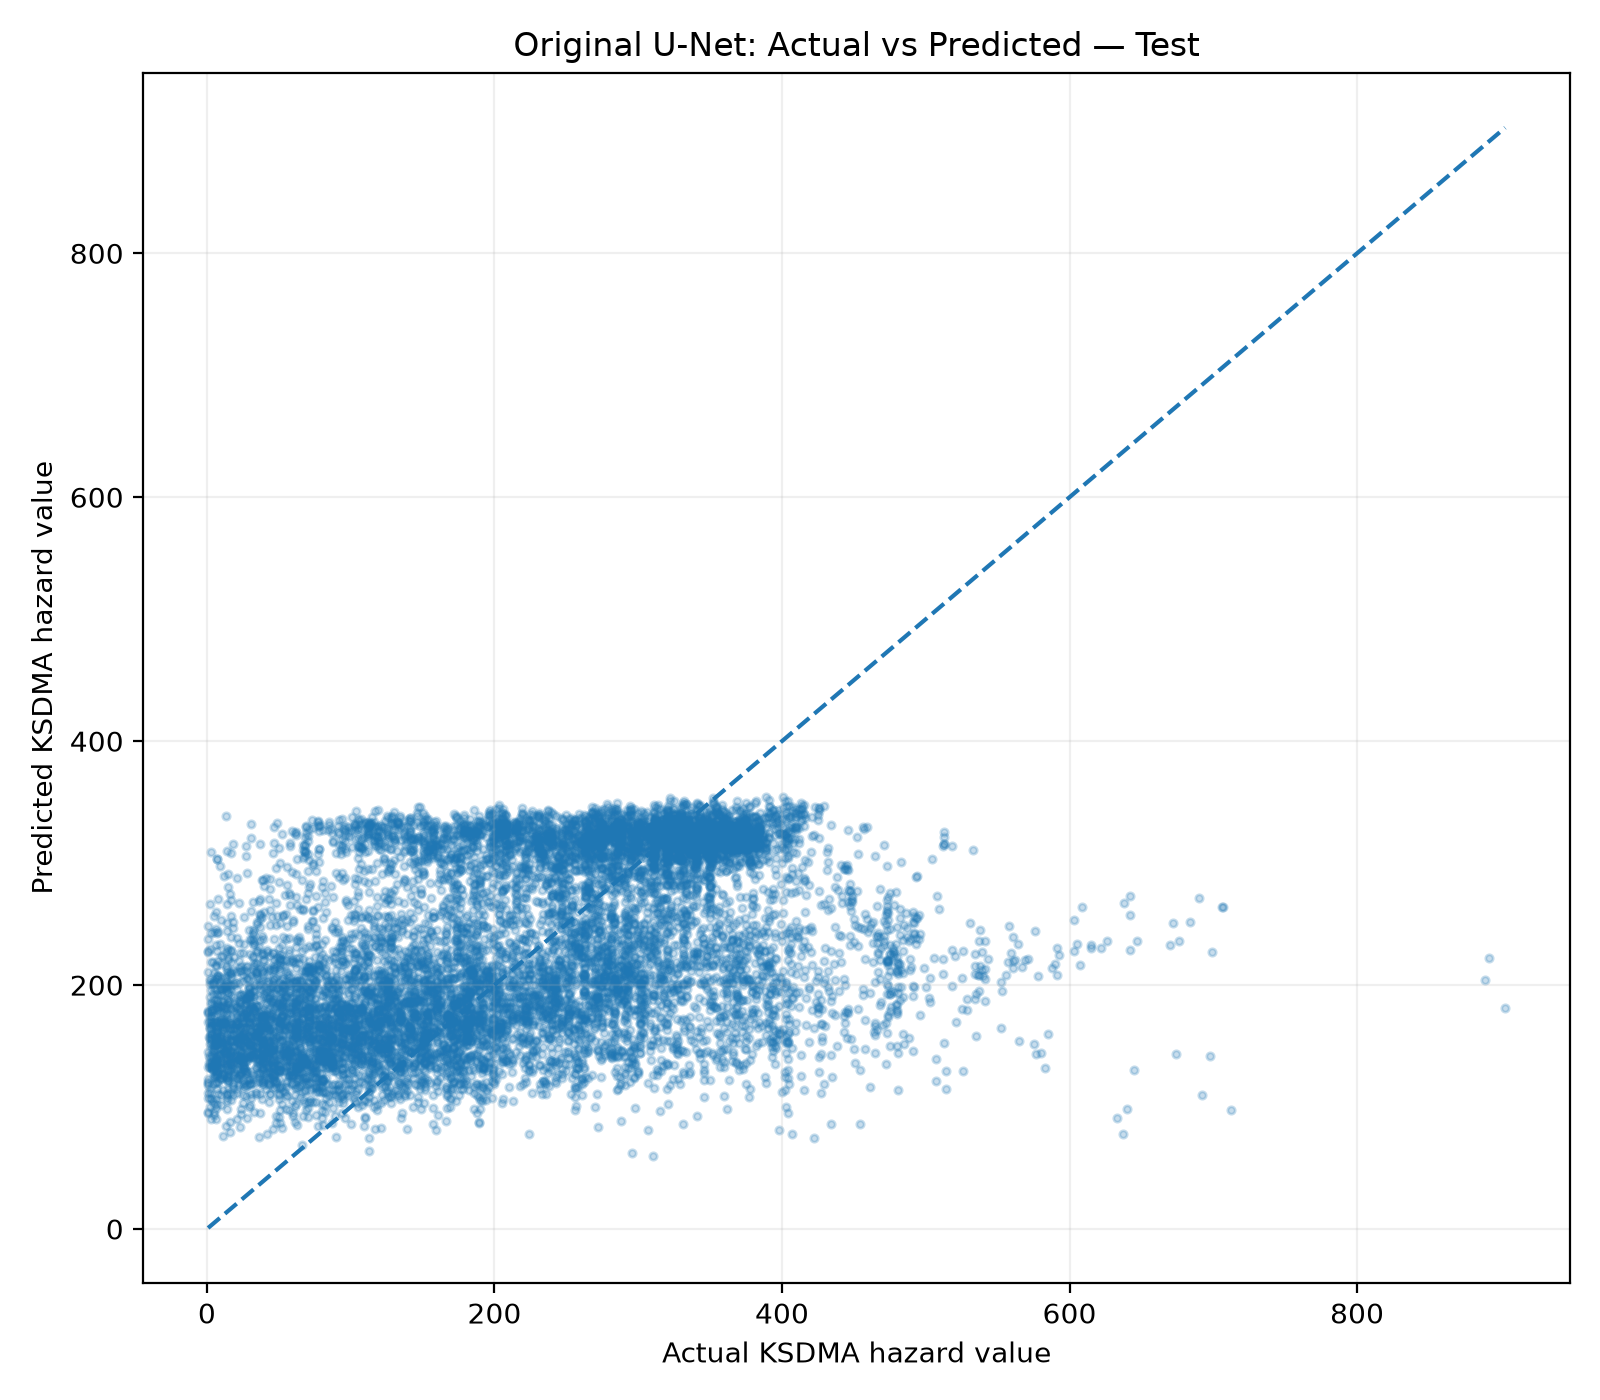 Original U-Net: Actual vs Predicted — Test
Predicted KSDMA hazard value
800
600
400
200
0
0 200 400 600 800
Actual KSDMA hazard value